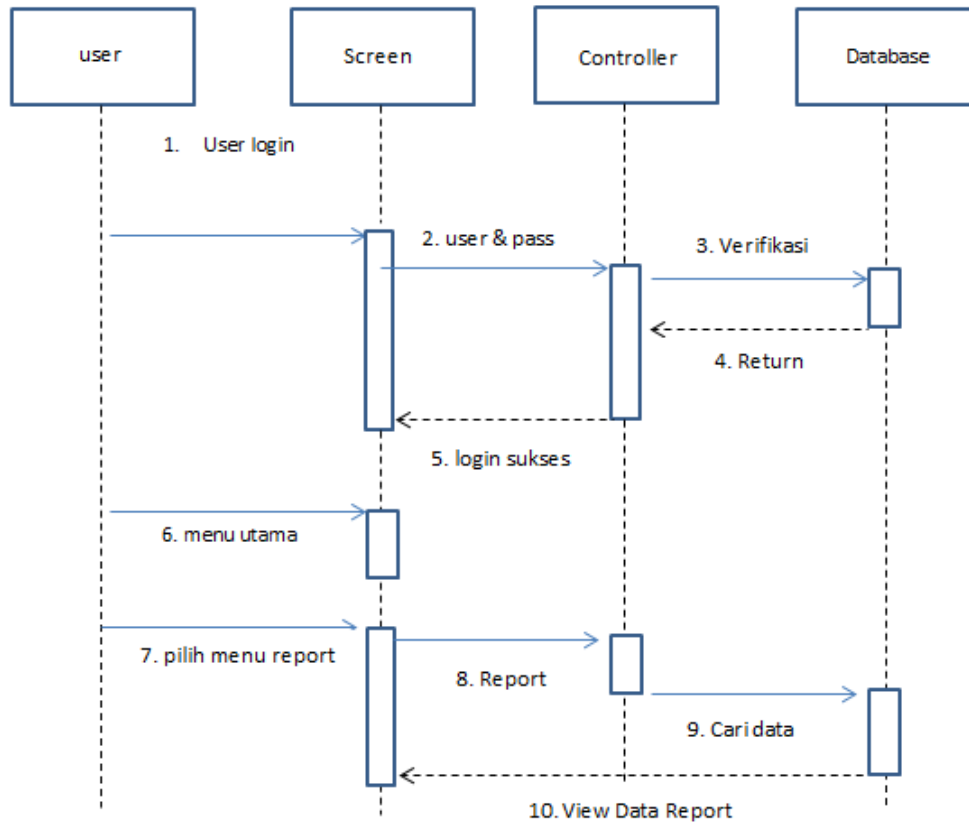 user
Screen
Controller
Database
1. User login
2. user & pass
3. Verifikasi
4. Return
5. login sukses
6. menu utama
7. pilih menu report
8. Report
9. Cari data
10. View Data Report